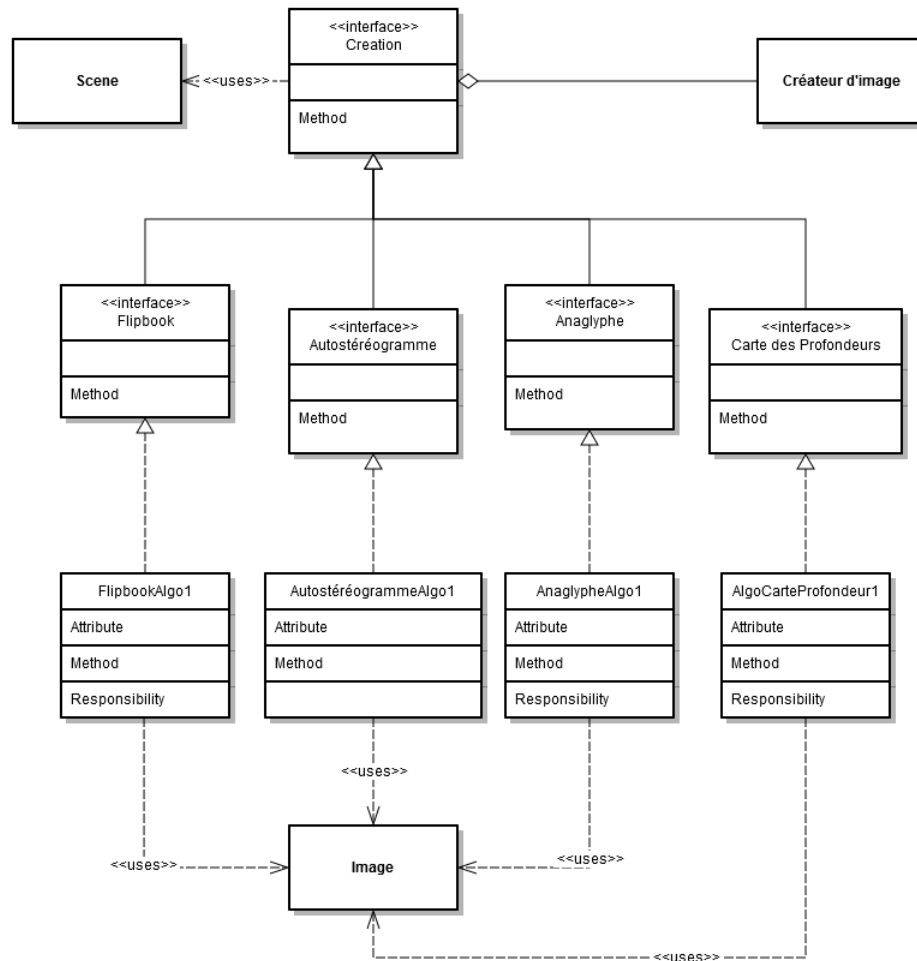 <<interface>>
Creation
Scene
<<uses>>
Créateur d'image
Method
<<interface>>
Flipbook
Method
<<interface>>
Autostéréogramme
Method
<<interface>>
Anaglyphe
Method
<<interface>>
Carte des Profondeurs
Method
FlipbookAlgo1
Attribute
Method
Responsibility
AutostéréogrammeAlgo1
Attribute
Method
AnaglypheAlgo1
Attribute
Method
Responsibility
AlgoCarteProfondeur1
Attribute
Method
Responsibility
<<uses>>
<<uses>>
Image
<<uses>>
<<uses>>